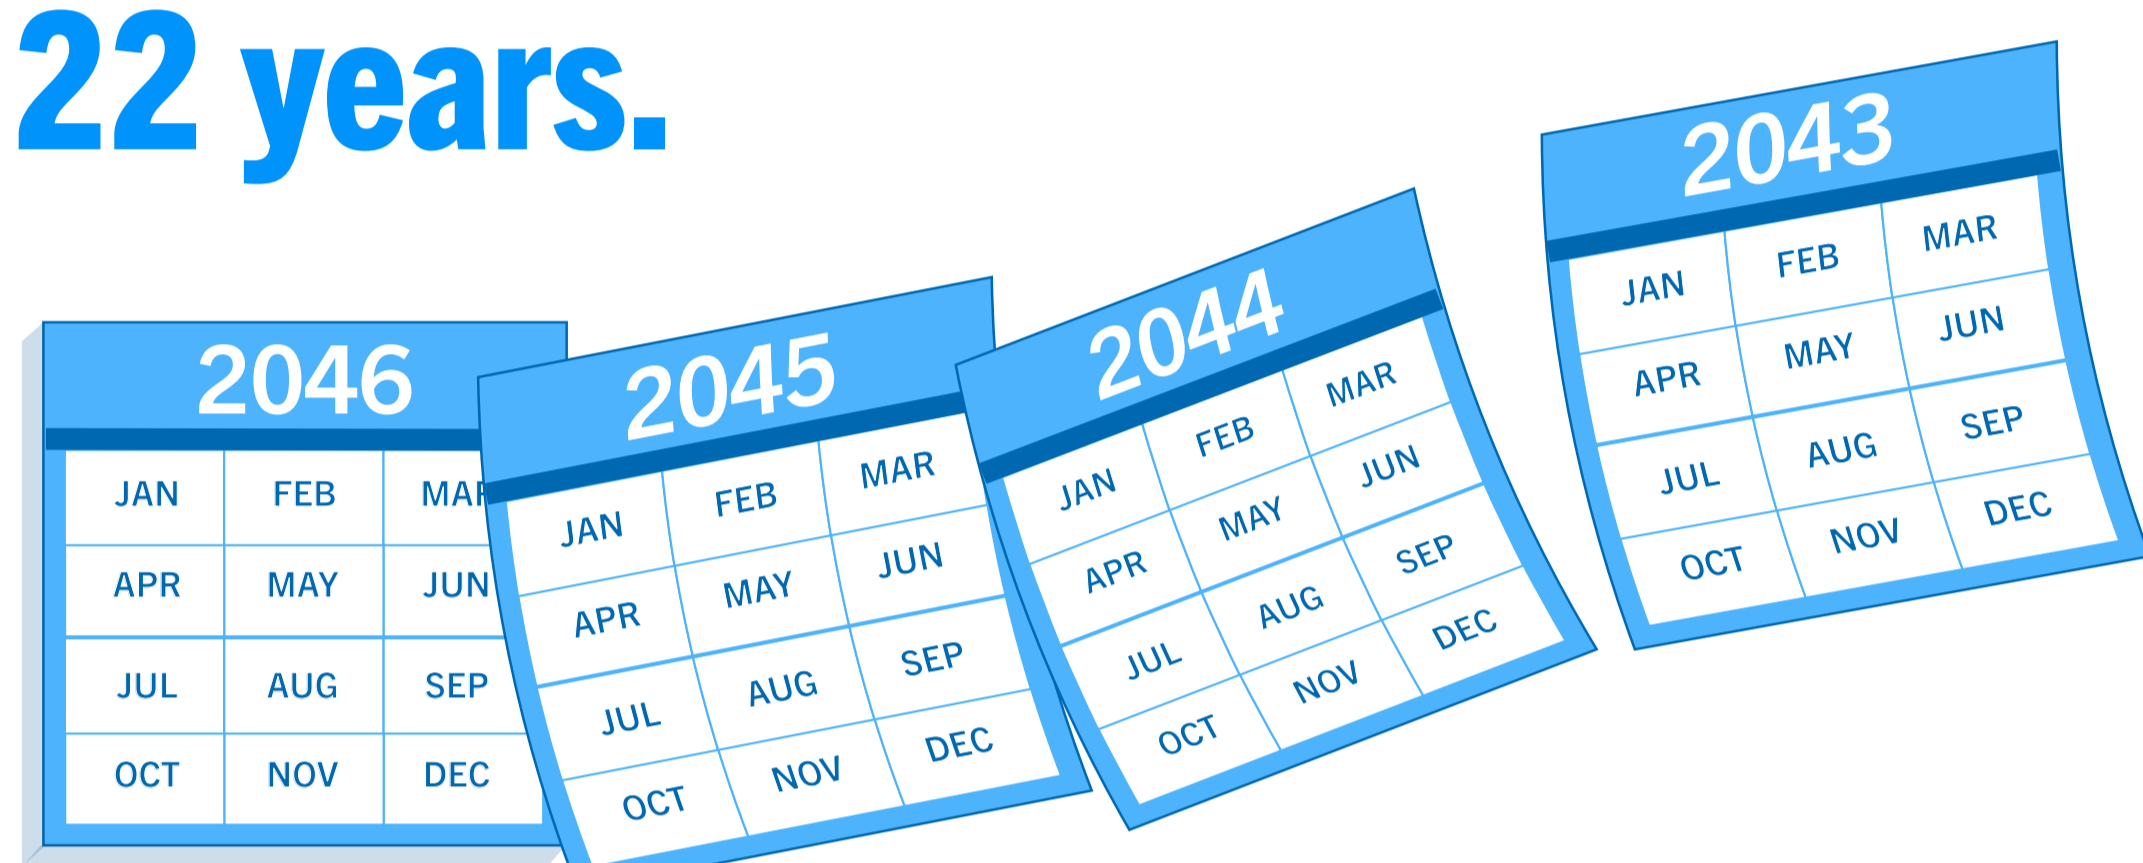 22 years.
2046
JAN FEB MAR
APR MAY JUN
JUL AUG SEP
OCT NOV DEC
2045
JAN FEB MAR
APR MAY JUN
JUL AUG SEP
OCT NOV DEC
2044
JAN FEB MAR
APR MAY JUN
JUL AUG SEP
OCT NOV DEC
2043
JAN FEB MAR
APR MAY JUN
JUL AUG SEP
OCT NOV DEC